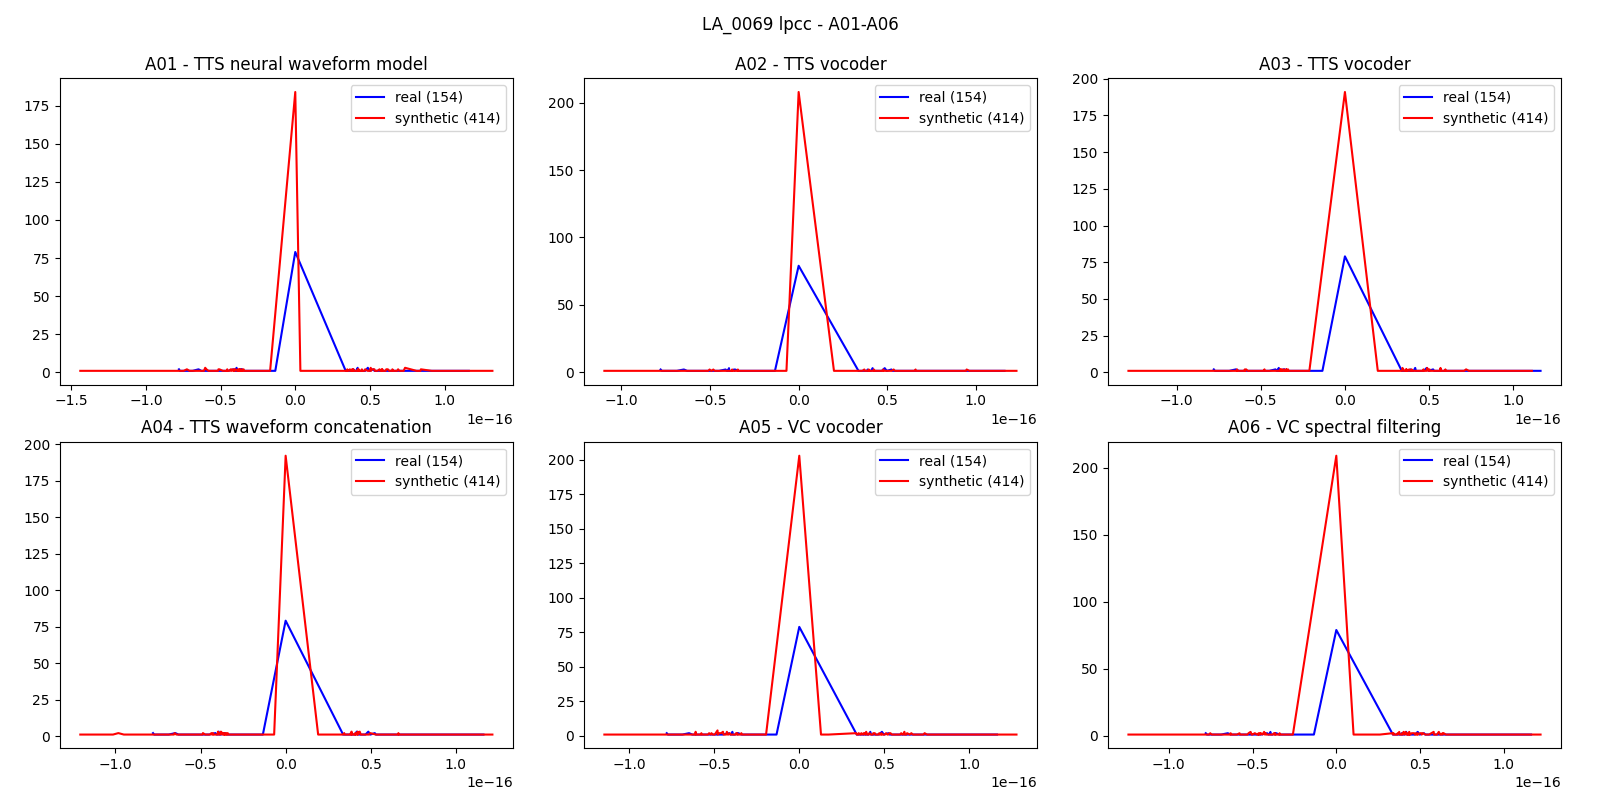 LA_0069 lpcc - A01-A06
A01 - TTS neural waveform model
real (154)
synthetic (414)
175
150
125
100
75
50
25
0
−1.5 −1.0 −0.5 0.0 0.5 1.0
1e−16
A02 - TTS vocoder
real (154)
synthetic (414)
200
150
100
50
0
−1.0 −0.5 0.0 0.5 1.0
1e−16
A03 - TTS vocoder
real (154)
synthetic (414)
200
175
150
125
100
75
50
25
0
−1.0 −0.5 0.0 0.5 1.0
1e−16
A04 - TTS waveform concatenation
real (154)
synthetic (414)
200
175
150
125
100
75
50
25
0
−1.0 −0.5 0.0 0.5 1.0
1e−16
A05 - VC vocoder
real (154)
synthetic (414)
200
175
150
125
100
75
50
25
0
−1.0 −0.5 0.0 0.5 1.0
1e−16
A06 - VC spectral filtering
real (154)
synthetic (414)
200
150
100
50
0
−1.0 −0.5 0.0 0.5 1.0
1e−16